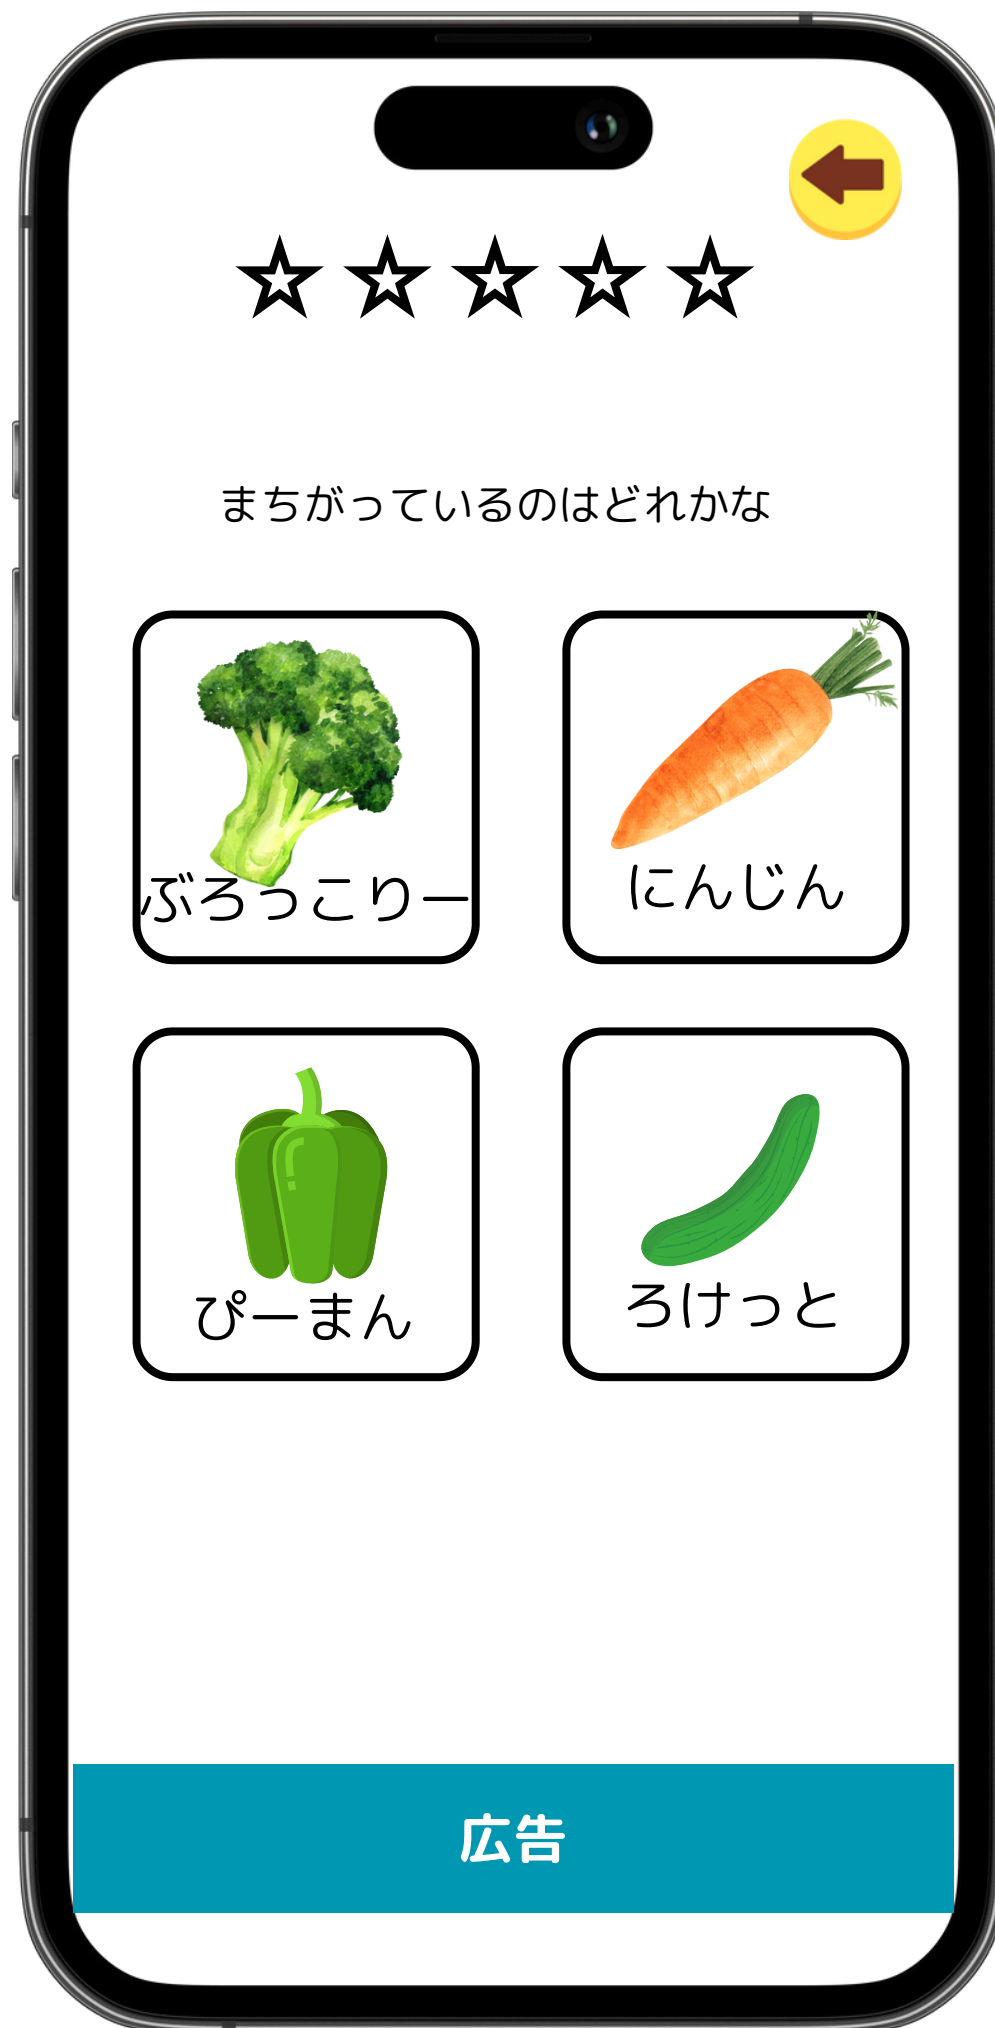 まちがっているのはどれかな
ぶろっこりー
にんじん
ぴーまん
ろけっと
広告